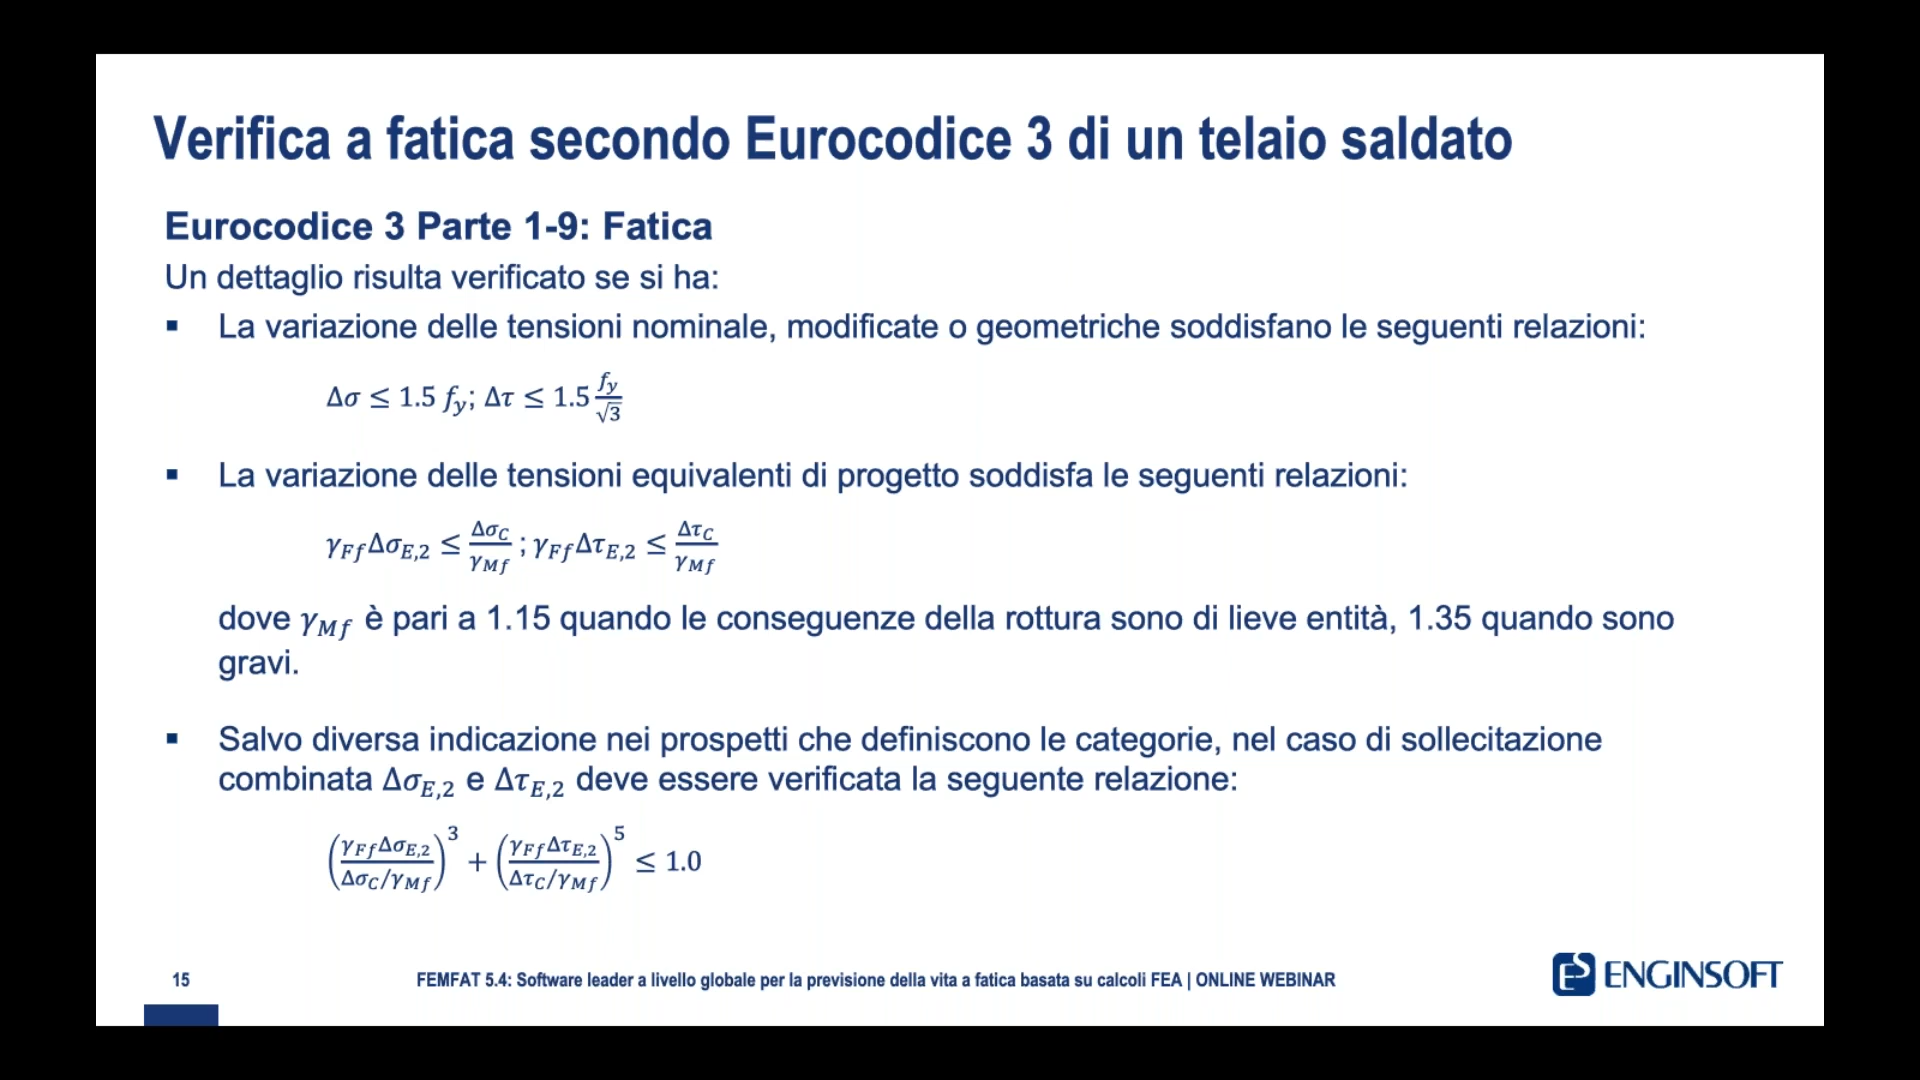 Verifica a fatica secondo Eurocodice 3 di un telaio saldato
Eurocodice 3 Parte 1-9: Fatica
Un dettaglio risulta verificato se si ha:
▪ La variazione delle tensioni nominale, modificate o geometriche soddisfano le seguenti relazioni:
Δσ ≤ 1.5 f_y; Δτ ≤ 1.5 f_y/√3
▪ La variazione delle tensioni equivalenti di progetto soddisfa le seguenti relazioni:
γ_Ff Δσ_E,2 ≤ Δσ_C/γ_Mf ; γ_Ff Δτ_E,2 ≤ Δτ_C/γ_Mf
dove γ_Mf è pari a 1.15 quando le conseguenze della rottura sono di lieve entità, 1.35 quando sono
gravi.
▪ Salvo diversa indicazione nei prospetti che definiscono le categorie, nel caso di sollecitazione
combinata Δσ_E,2 e Δτ_E,2 deve essere verificata la seguente relazione:
(γ_Ff Δσ_E,2 / Δσ_C/γ_Mf)^3 + (γ_Ff Δτ_E,2 / Δτ_C/γ_Mf)^5 ≤ 1.0
15
FEMFAT 5.4: Software leader a livello globale per la previsione della vita a fatica basata su calcoli FEA | ONLINE WEBINAR
ES ENGINSOFT